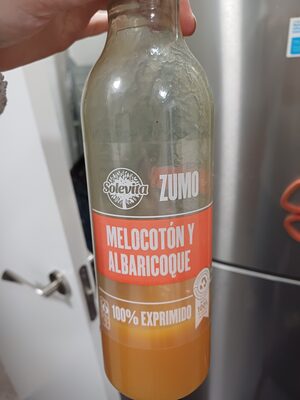 Solevita
ZUMO
MELOCOTÓN Y
ALBARICOQUE
100% EXPRIMIDO